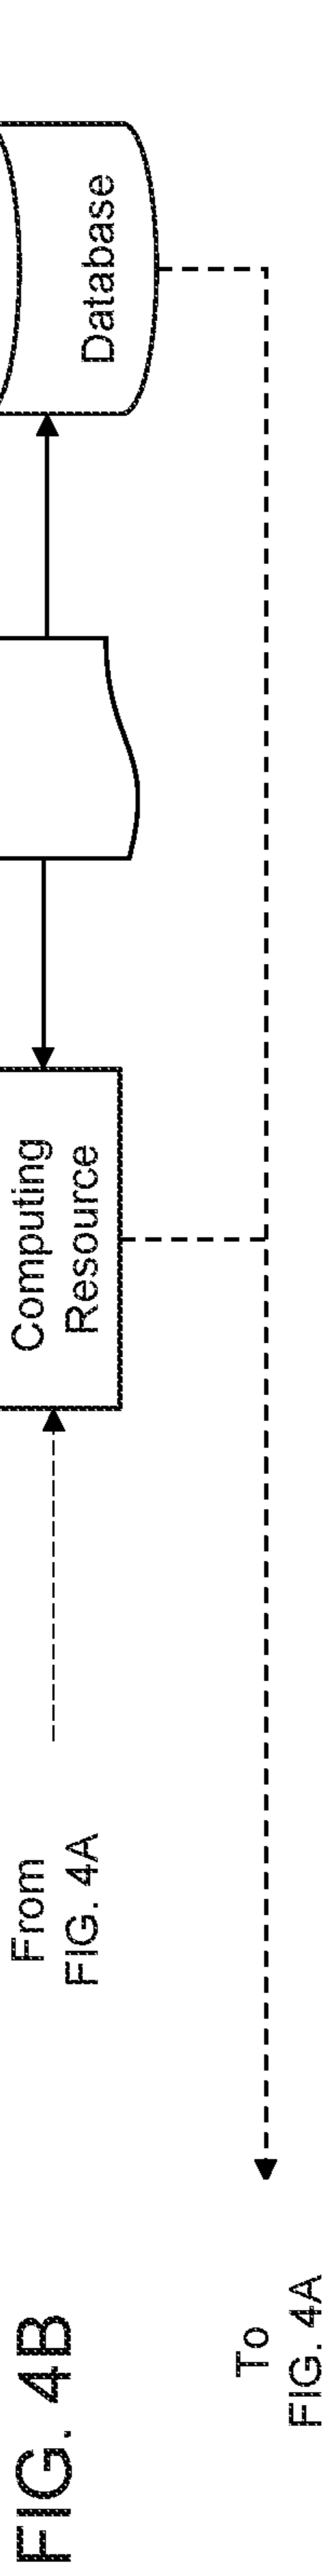 FIG. 4B
From
FIG. 4A
Computing
Resource
Database
To
FIG. 4A